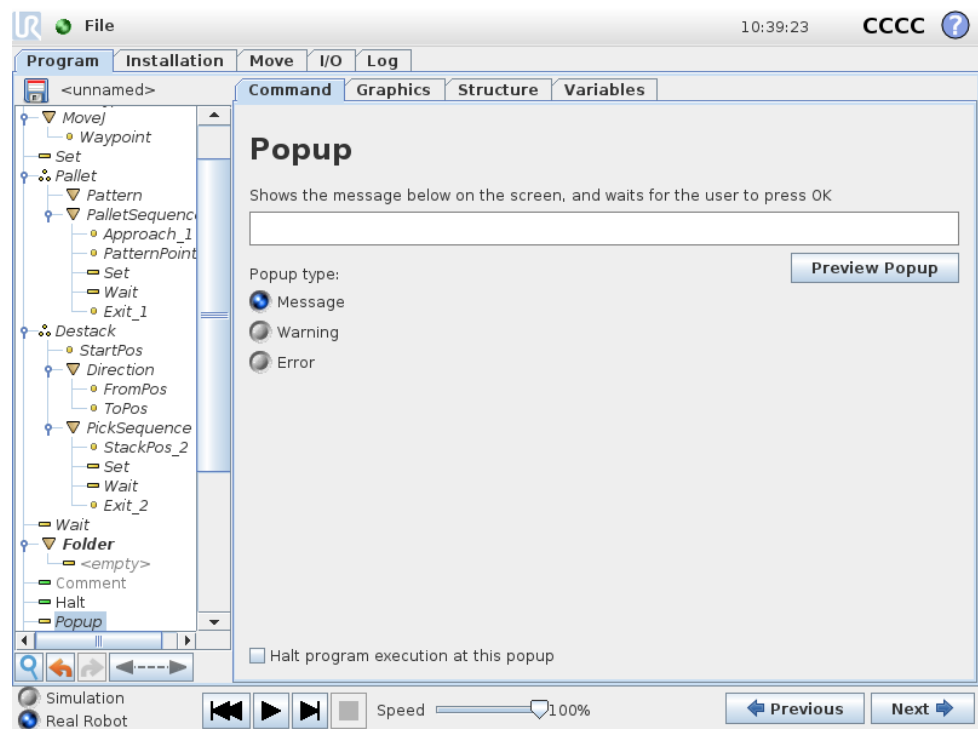 UR File 10:39:23 CCCC ?
Program Installation Move I/O Log
<unnamed>
Command Graphics Structure Variables
MoveJ
Waypoint
Set
Pallet
Pattern
PalletSequenc
Approach_1
PatternPoint
Set
Wait
Exit_1
Destack
StartPos
Direction
FromPos
ToPos
PickSequence
StackPos_2
Set
Wait
Exit_2
Wait
Folder
<empty>
Comment
Halt
Popup
Popup
Shows the message below on the screen, and waits for the user to press OK
Preview Popup
Popup type:
Message
Warning
Error
Halt program execution at this popup
Simulation
Real Robot
Speed 100%
Previous Next